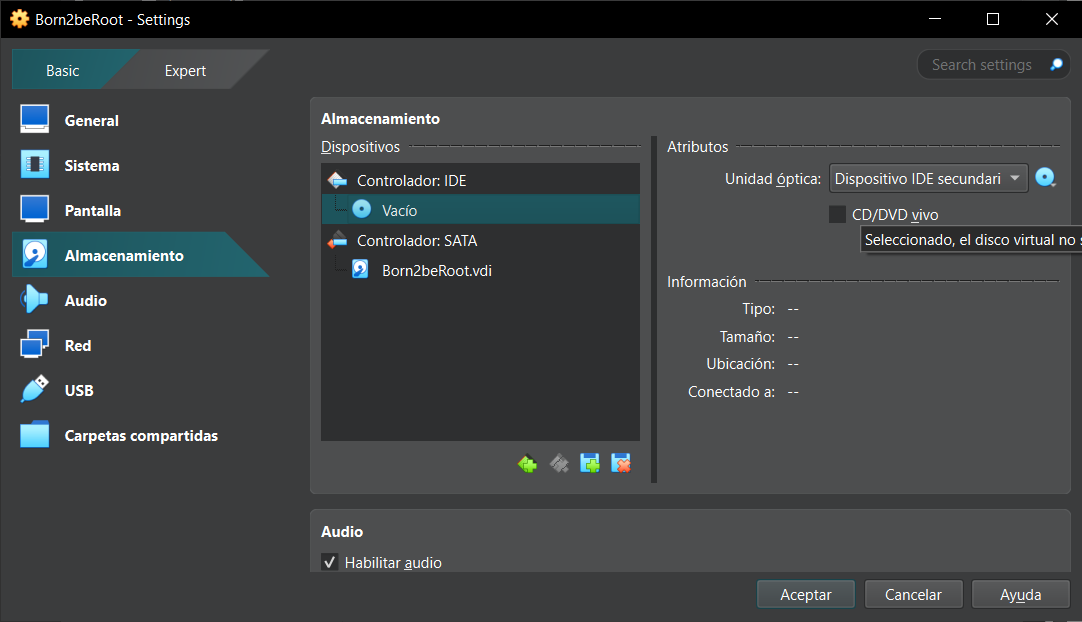 Born2beRoot - Settings
Basic
Expert
Search settings
General
Sistema
Pantalla
Almacenamiento
Audio
Red
USB
Carpetas compartidas
Almacenamiento
Dispositivos
Controlador: IDE
Vacío
Controlador: SATA
Born2beRoot.vdi
Atributos
Unidad óptica: Dispositivo IDE secundari
CD/DVD vivo
Seleccionado, el disco virtual no
Información
Tipo: --
Tamaño: --
Ubicación: --
Conectado a: --
Audio
Habilitar audio
Aceptar
Cancelar
Ayuda